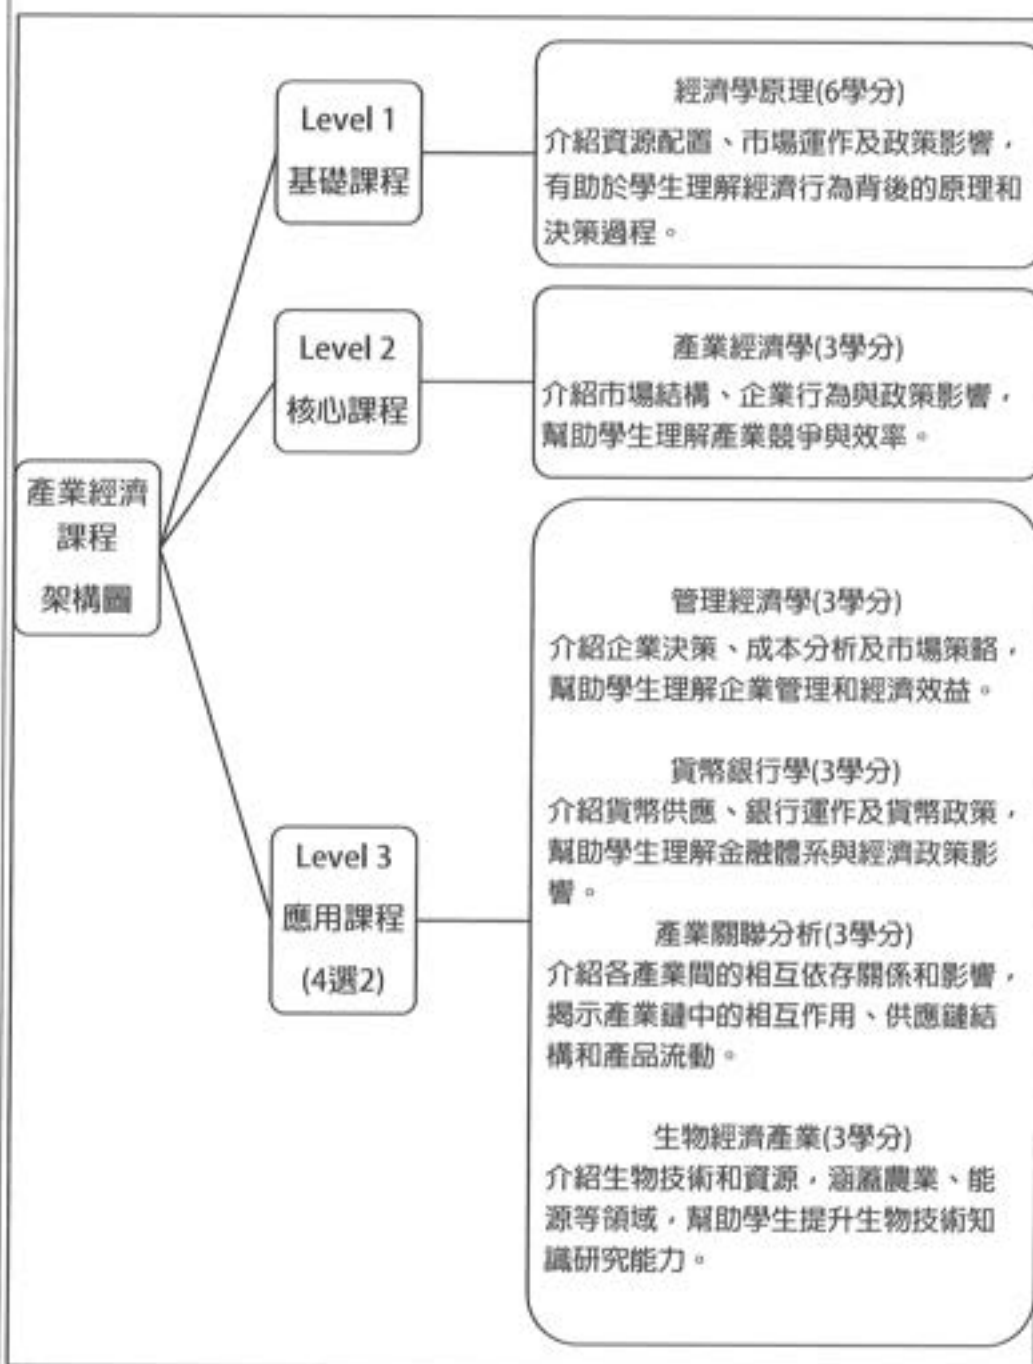 產業經濟
課程
架構圖
Level 1
基礎課程
經濟學原理(6學分)
介紹資源配置、市場運作及政策影響，
有助於學生理解經濟行為背後的原理和
決策過程。
Level 2
核心課程
產業經濟學(3學分)
介紹市場結構、企業行為與政策影響，
幫助學生理解產業競爭與效率。
Level 3
應用課程
(4選2)
管理經濟學(3學分)
介紹企業決策、成本分析及市場策略，
幫助學生理解企業管理和經濟效益。
貨幣銀行學(3學分)
介紹貨幣供應、銀行運作及貨幣政策，
幫助學生理解金融體系與經濟政策影
響。
產業關聯分析(3學分)
介紹各產業間的相互依存關係和影響，
揭示產業鏈中的相互作用、供應鏈結
構和產品流動。
生物經濟產業(3學分)
介紹生物技術和資源，涵蓋農業、能
源等領域，幫助學生提升生物技術知
識研究能力。